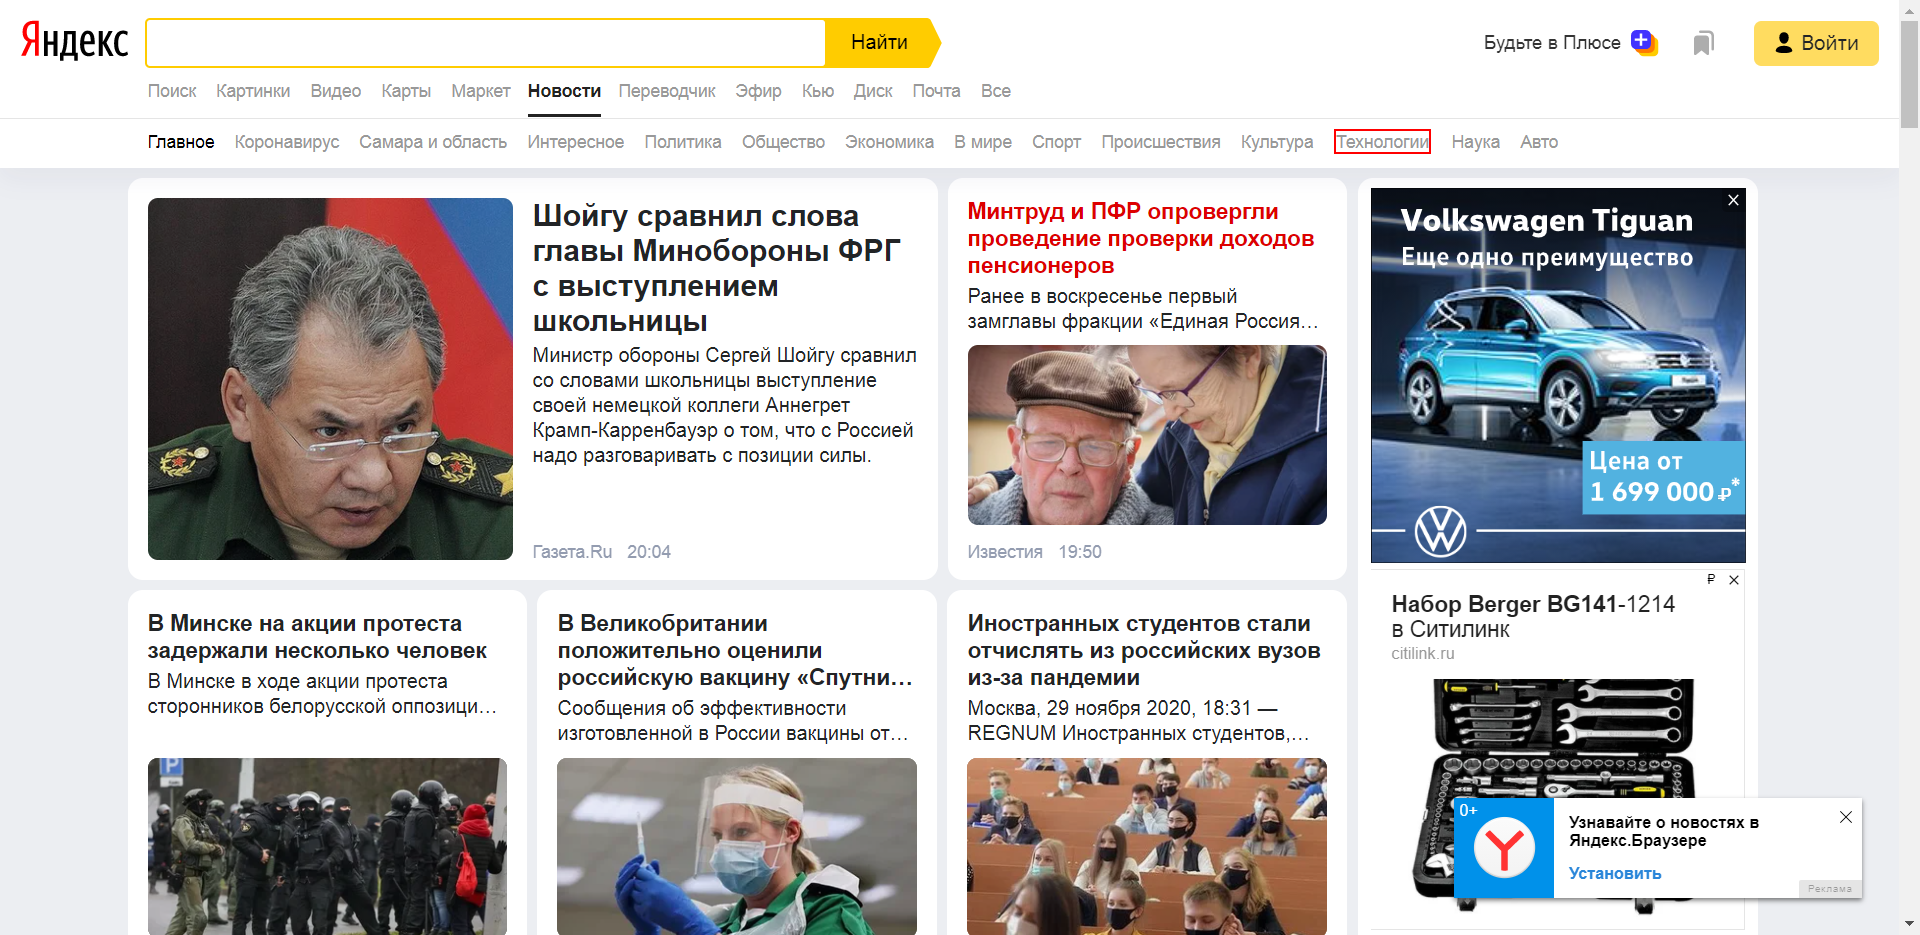 Яндекс
Найти
Будьте в Плюсе
Войти
Поиск Картинки Видео Карты Маркет Новости Переводчик Эфир Кью Диск Почта Все
Главное Коронавирус Самара и область Интересное Политика Общество Экономика В мире Спорт Происшествия Культура Технологии Наука Авто
Шойгу сравнил слова
главы Минобороны ФРГ
с выступлением
школьницы
Министр обороны Сергей Шойгу сравнил
со словами школьницы выступление
своей немецкой коллеги Аннегрет
Крамп-Карренбауэр о том, что с Россией
надо разговаривать с позиции силы.
Газета.Ru 20:04
Минтруд и ПФР опровергли
проведение проверки доходов
пенсионеров
Ранее в воскресенье первый
замглавы фракции «Единая Россия…
Известия 19:50
Volkswagen Tiguan
Еще одно преимущество
Цена от
1 699 000 ₽*
₽
Набор Berger BG141-1214
в Ситилинк
citilink.ru
В Минске на акции протеста
задержали несколько человек
В Минске в ходе акции протеста
сторонников белорусской оппозици…
В Великобритании
положительно оценили
российскую вакцину «Спутни…
Сообщения об эффективности
изготовленной в России вакцины от…
Иностранных студентов стали
отчислять из российских вузов
из-за пандемии
Москва, 29 ноября 2020, 18:31 —
REGNUM Иностранных студентов,…
P
0+
Узнавайте о новостях в
Яндекс.Браузере
Установить
Реклама